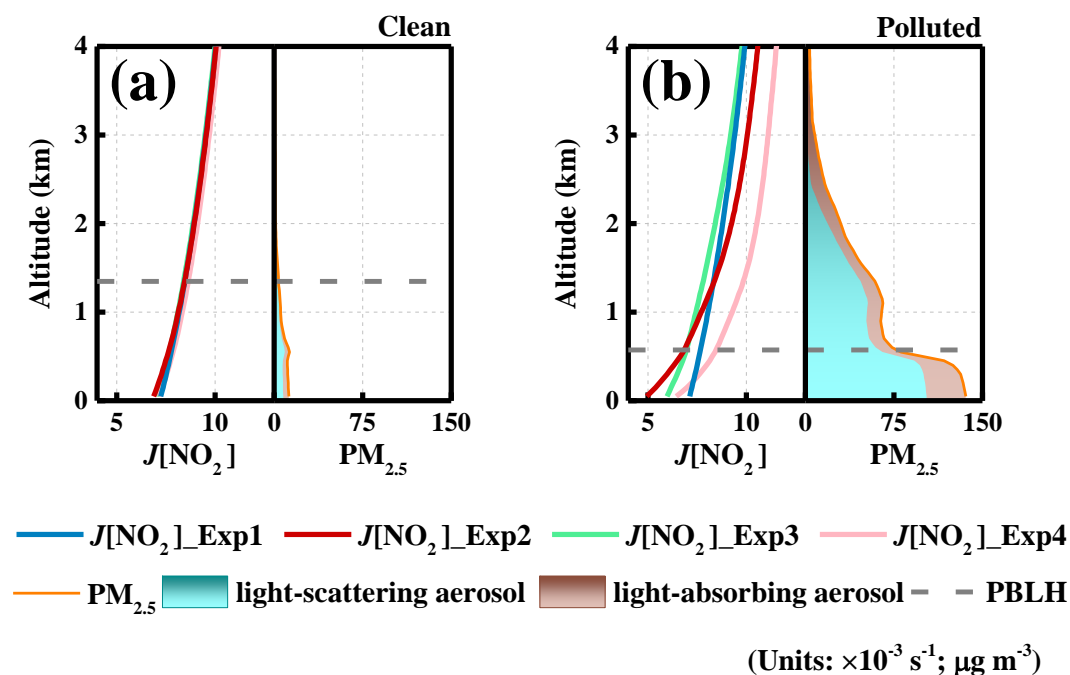 Clean
Polluted
(a)
(b)
Altitude (km)
4
3
2
1
0
5 10 0 75 150
J[NO2] PM2.5
Altitude (km)
4
3
2
1
0
5 10 0 75 150
J[NO2] PM2.5
J[NO2]_Exp1 J[NO2]_Exp2 J[NO2]_Exp3 J[NO2]_Exp4
PM2.5 light-scattering aerosol light-absorbing aerosol PBLH
(Units: ×10-3 s-1; μg m-3)